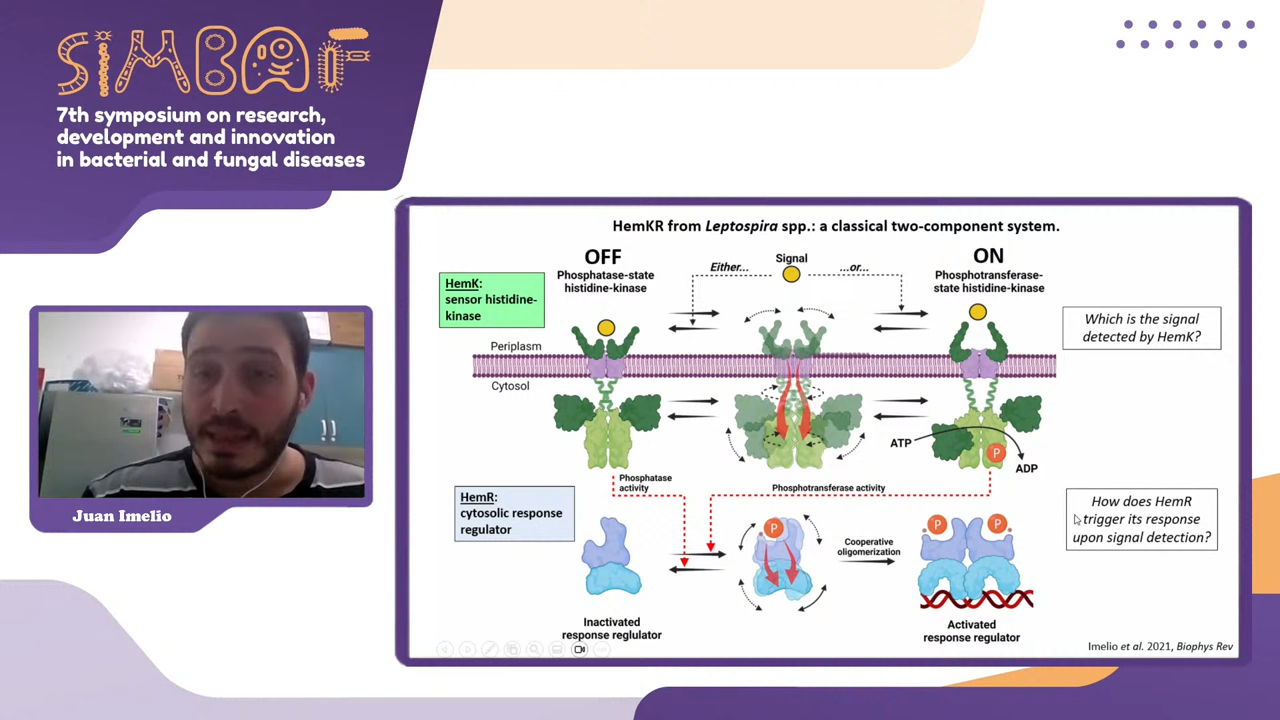 SIMBAF
7th symposium on research,
development and innovation
in bacterial and fungal diseases
Juan Imelio
HemKR from Leptospira spp.: a classical two-component system.
OFF
Phosphatase-state
histidine-kinase
Either...
Signal
...or...
ON
Phosphotransferase-
state histidine-kinase
HemK:
sensor histidine-
kinase
Periplasm
Cytosol
Which is the signal
detected by HemK?
ATP
P
ADP
Phosphatase
activity
Phosphotransferase activity
HemR:
cytosolic response
regulator
P
Cooperative
oligomerization
P
P
How does HemR
trigger its response
upon signal detection?
Inactivated
response reglulator
Activated
response regulator
Imelio et al. 2021, Biophys Rev